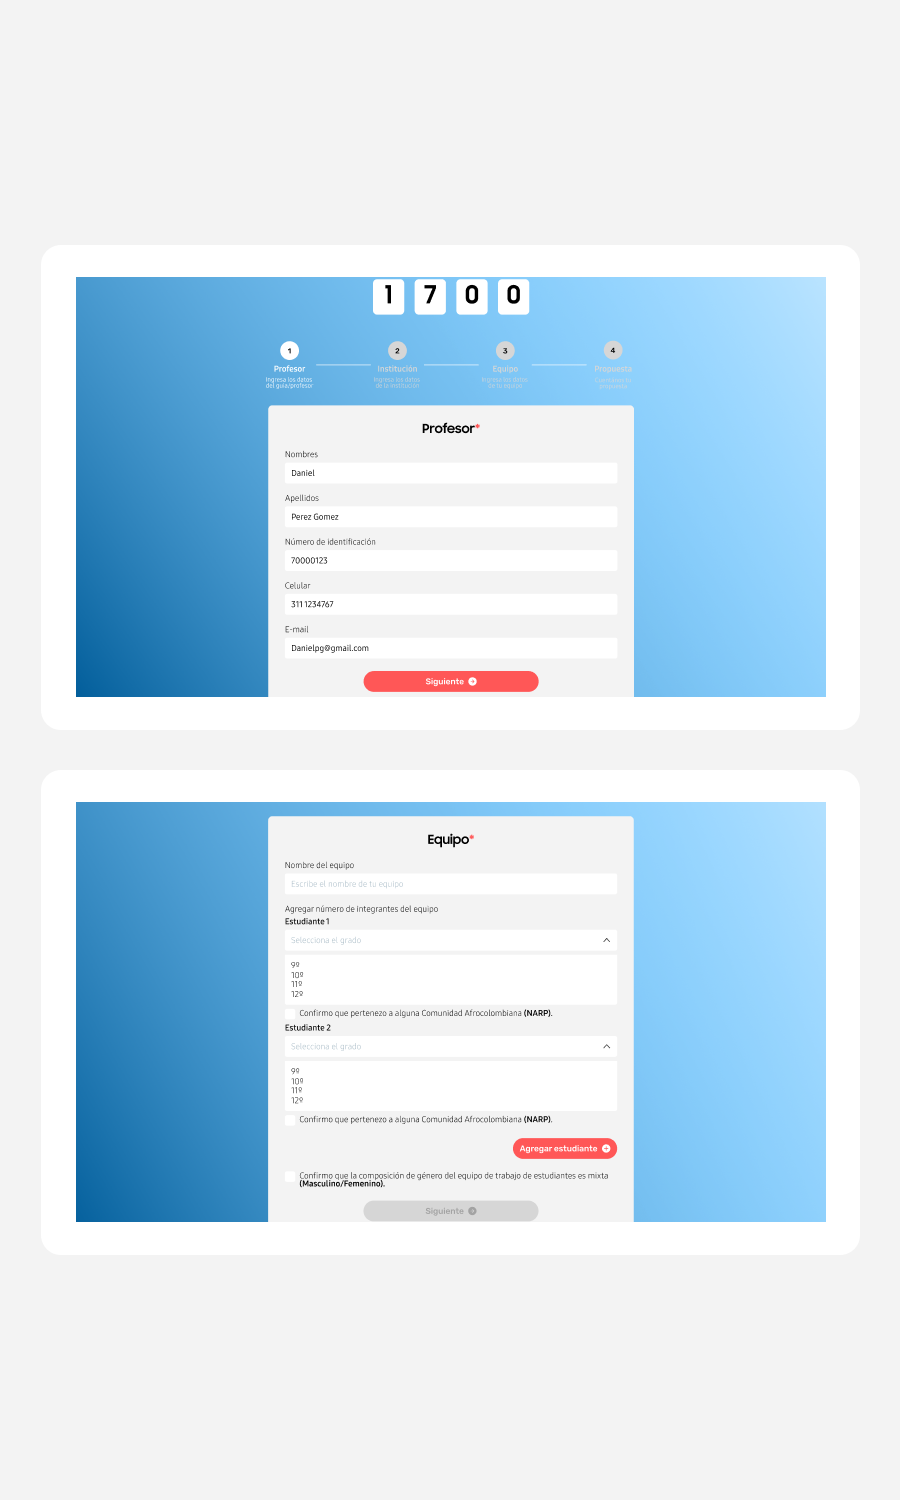 1 7 0 0
1 2 3 4
Profesor Institución Equipo Propuesta
Ingresa los datos
del guía/profesor
Ingresa los datos
de la institución
Ingresa los datos
Profesor*
Nombres
Daniel
Apellidos
Perez Gomez
Número de identificación
70000123
Celular
311 1234767
E-mail
Danielpg@gmail.com
Siguiente
Equipo*
Nombre del equipo
Escribe el nombre de tu equipo
Agregar número de integrantes del equipo
Estudiante 1
Selecciona el grado
9º
10º
11º
12º
Confirmo que pertenezo a alguna Comunidad Afrocolombiana (NARP).
Estudiante 2
Selecciona el grado
9º
10º
11º
12º
Confirmo que pertenezo a alguna Comunidad Afrocolombiana (NARP).
Agregar estudiante
Confirmo que la composición de género del equipo de trabajo de estudiantes es mixta
(Masculino/Femenino).
Siguiente